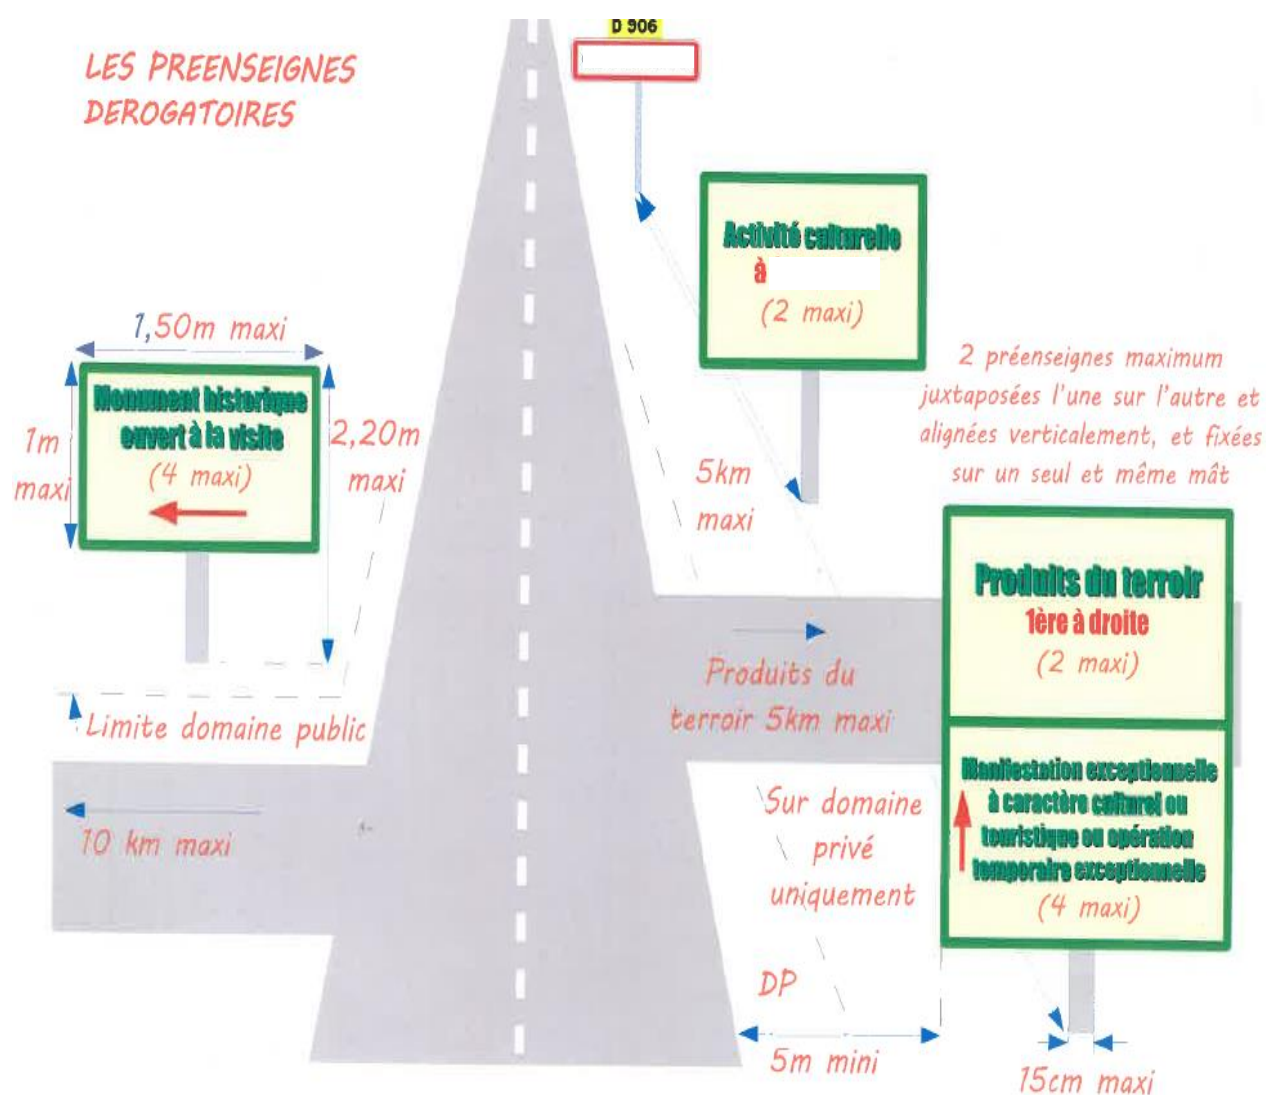 LES PREENSEIGNES
DEROGATOIRES
D 906
Activité culturelle
à
(2 maxi)
1,50m maxi
Monument historique
ouvert à la visite
(4 maxi)
1m
maxi
2,20m
maxi
5km
maxi
2 préenseignes maximum
juxtaposées l'une sur l'autre et
alignées verticalement, et fixées
sur un seul et même mât
Produits du terroir
1ère à droite
(2 maxi)
Produits du
terroir 5km maxi
Limite domaine public
10 km maxi
Manifestation exceptionnelle
à caractère culturel ou
touristique ou opération
temporaire exceptionnelle
(4 maxi)
Sur domaine
privé
uniquement
DP
5m mini
15cm maxi